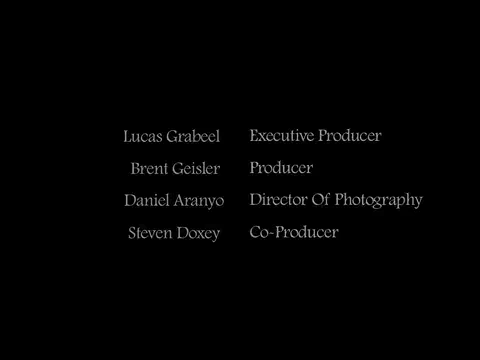 Lucas Grabeel Executive Producer
Brent Geisler Producer
Daniel Aranyo Director Of Photography
Steven Doxey Co-Producer